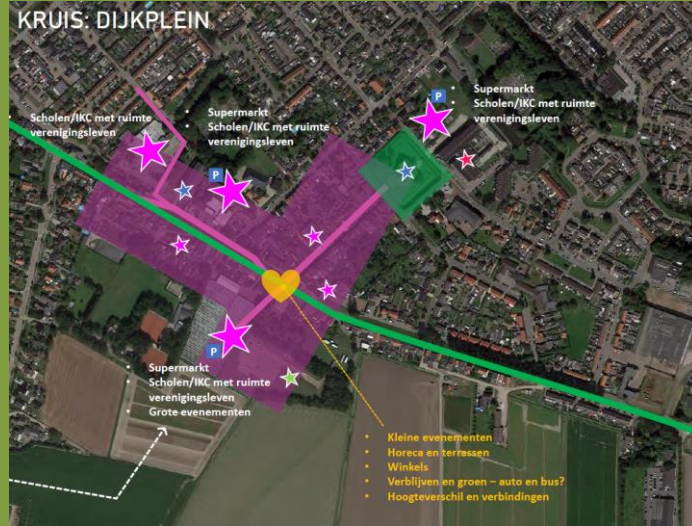 KRUIS: DIJKPLEIN
Scholen/IKC met ruimte
verenigingsleven
• Supermarkt
• Scholen/IKC met ruimte
verenigingsleven
P
P
• Supermarkt
• Scholen/IKC met ruimte
verenigingsleven
P
• Supermarkt
• Scholen/IKC met ruimte
verenigingsleven
• Grote evenementen
• Kleine evenementen
• Horeca en terrassen
• Winkels
• Verblijven en groen – auto en bus?
• Hoogteverschil en verbindingen